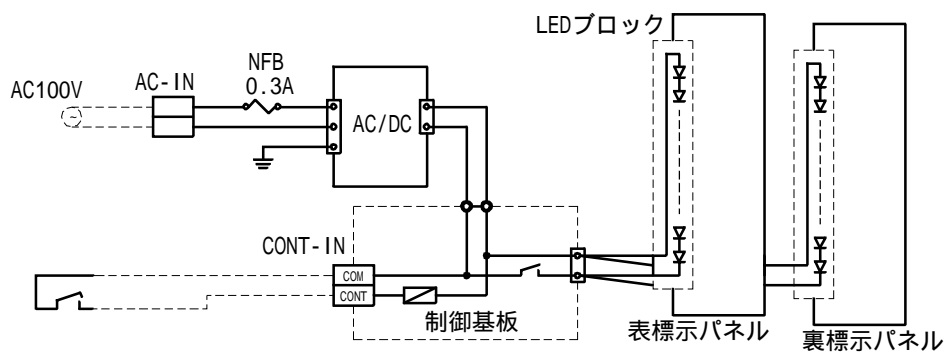 LEDブロック
NFB
0.3A
AC100V
AC-IN
~
AC/DC
CONT-IN
COM
CONT
制御基板
表標示パネル
裏標示パネル